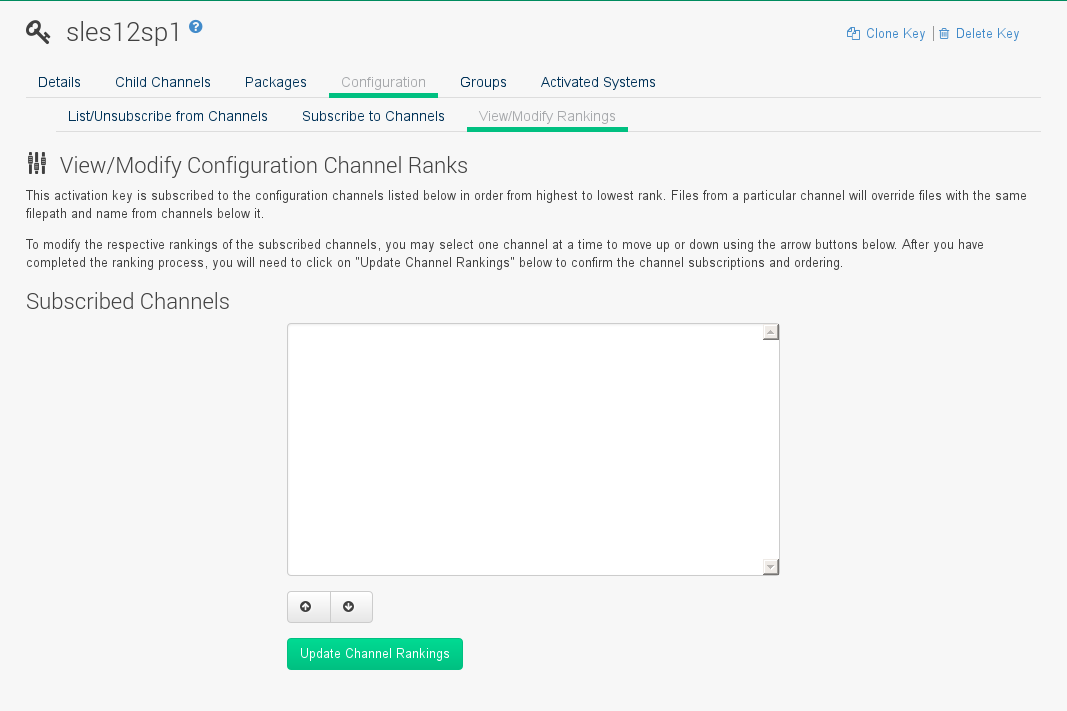 sles12sp1
Clone Key | Delete Key
Details Child Channels Packages Configuration Groups Activated Systems
List/Unsubscribe from Channels Subscribe to Channels View/Modify Rankings
View/Modify Configuration Channel Ranks
This activation key is subscribed to the configuration channels listed below in order from highest to lowest rank. Files from a particular channel will override files with the same
filepath and name from channels below it.
To modify the respective rankings of the subscribed channels, you may select one channel at a time to move up or down using the arrow buttons below. After you have
completed the ranking process, you will need to click on "Update Channel Rankings" below to confirm the channel subscriptions and ordering.
Subscribed Channels
Update Channel Rankings